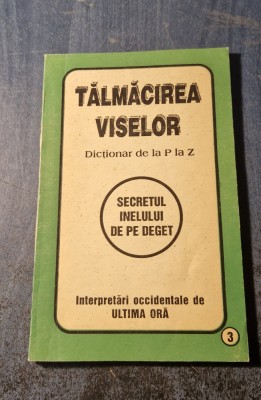 TĂLMĂCIREA
VISELOR
Dicționar de la P la Z
SECRETUL
INELULUI
DE PE DEGET
Interpretări occidentale de
ULTIMA ORĂ
3